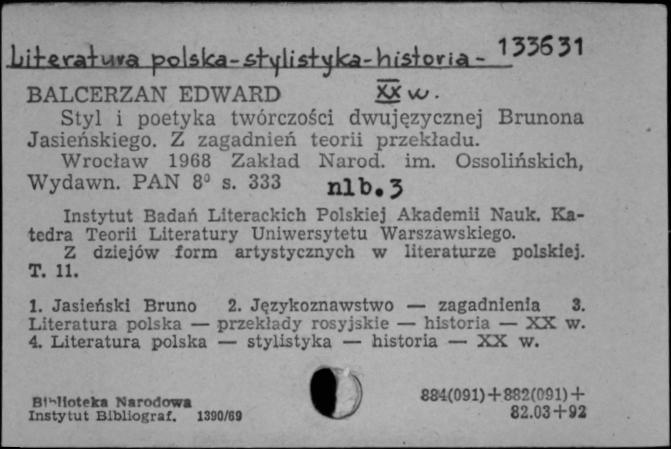 Literatura polska-stylistyka-historia- 133631
BALCERZAN EDWARD XX w.
Styl i poetyka twórczości dwujęzycznej Brunona
Jasieńskiego. Z zagadnień teorii przekładu.
Wrocław 1968 Zakład Narod. im. Ossolińskich,
Wydawn. PAN 8⁰ s. 333 nlb. 3
Instytut Badań Literackich Polskiej Akademii Nauk. Ka-
tedra Teorii Literatury Uniwersytetu Warszawskiego.
Z dziejów form artystycznych w literaturze polskiej.
T. 11.
1. Jasieński Bruno 2. Językoznawstwo — zagadnienia 3.
Literatura polska — przekłady rosyjskie — historia — XX w.
4. Literatura polska — stylistyka — historia — XX w.
884(091)+882(091)+
Biblioteka Narodowa
82.03+92
Instytut Bibliograf. 1390/69